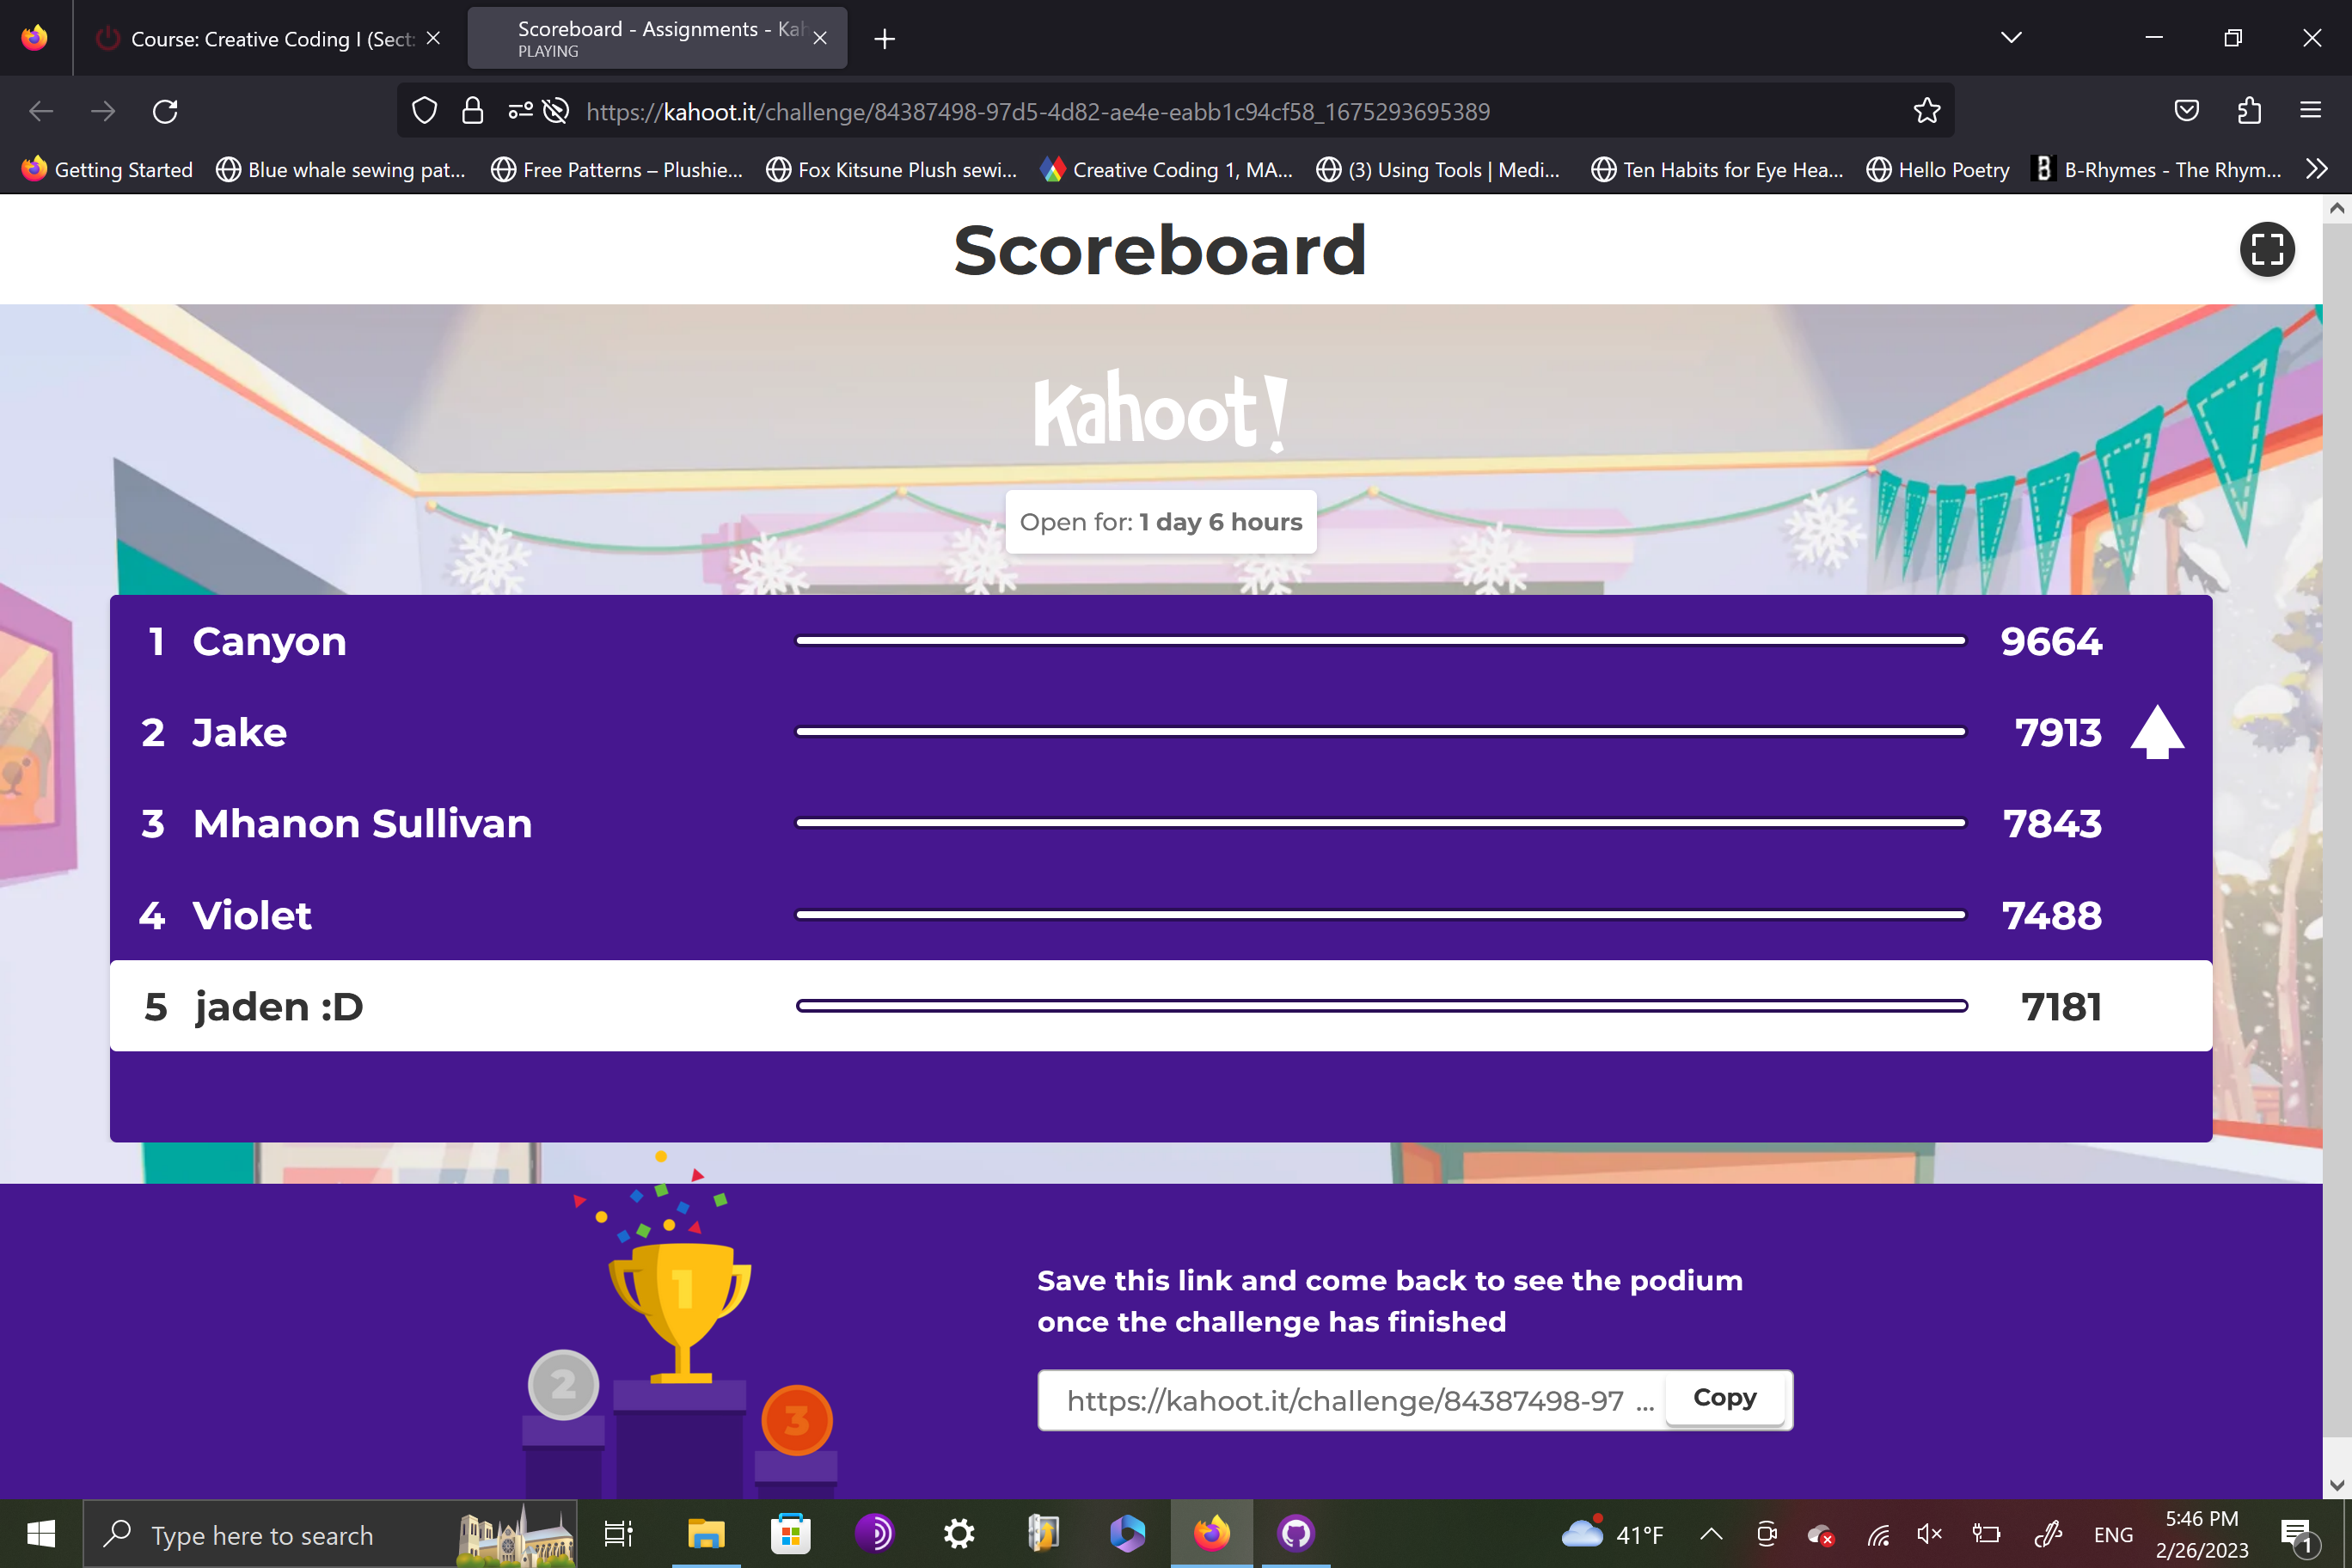 Course: Creative Coding I (Sect:
Scoreboard - Assignments - Kah
PLAYING
https://kahoot.it/challenge/84387498-97d5-4d82-ae4e-eabb1c94cf58_1675293695389
Getting Started
Blue whale sewing pat...
Free Patterns – Plushie...
Fox Kitsune Plush sewi...
Creative Coding 1, MA...
(3) Using Tools | Medi...
Ten Habits for Eye Hea...
Hello Poetry
B B-Rhymes - The Rhym...
Scoreboard
Kahoot!
Open for: 1 day 6 hours
1 Canyon 9664
2 Jake 7913
3 Mhanon Sullivan 7843
4 Violet 7488
5 jaden :D 7181
1
2
3
Save this link and come back to see the podium
once the challenge has finished
https://kahoot.it/challenge/84387498-97 ... Copy
Type here to search
41°F
ENG
5:46 PM
2/26/2023
1